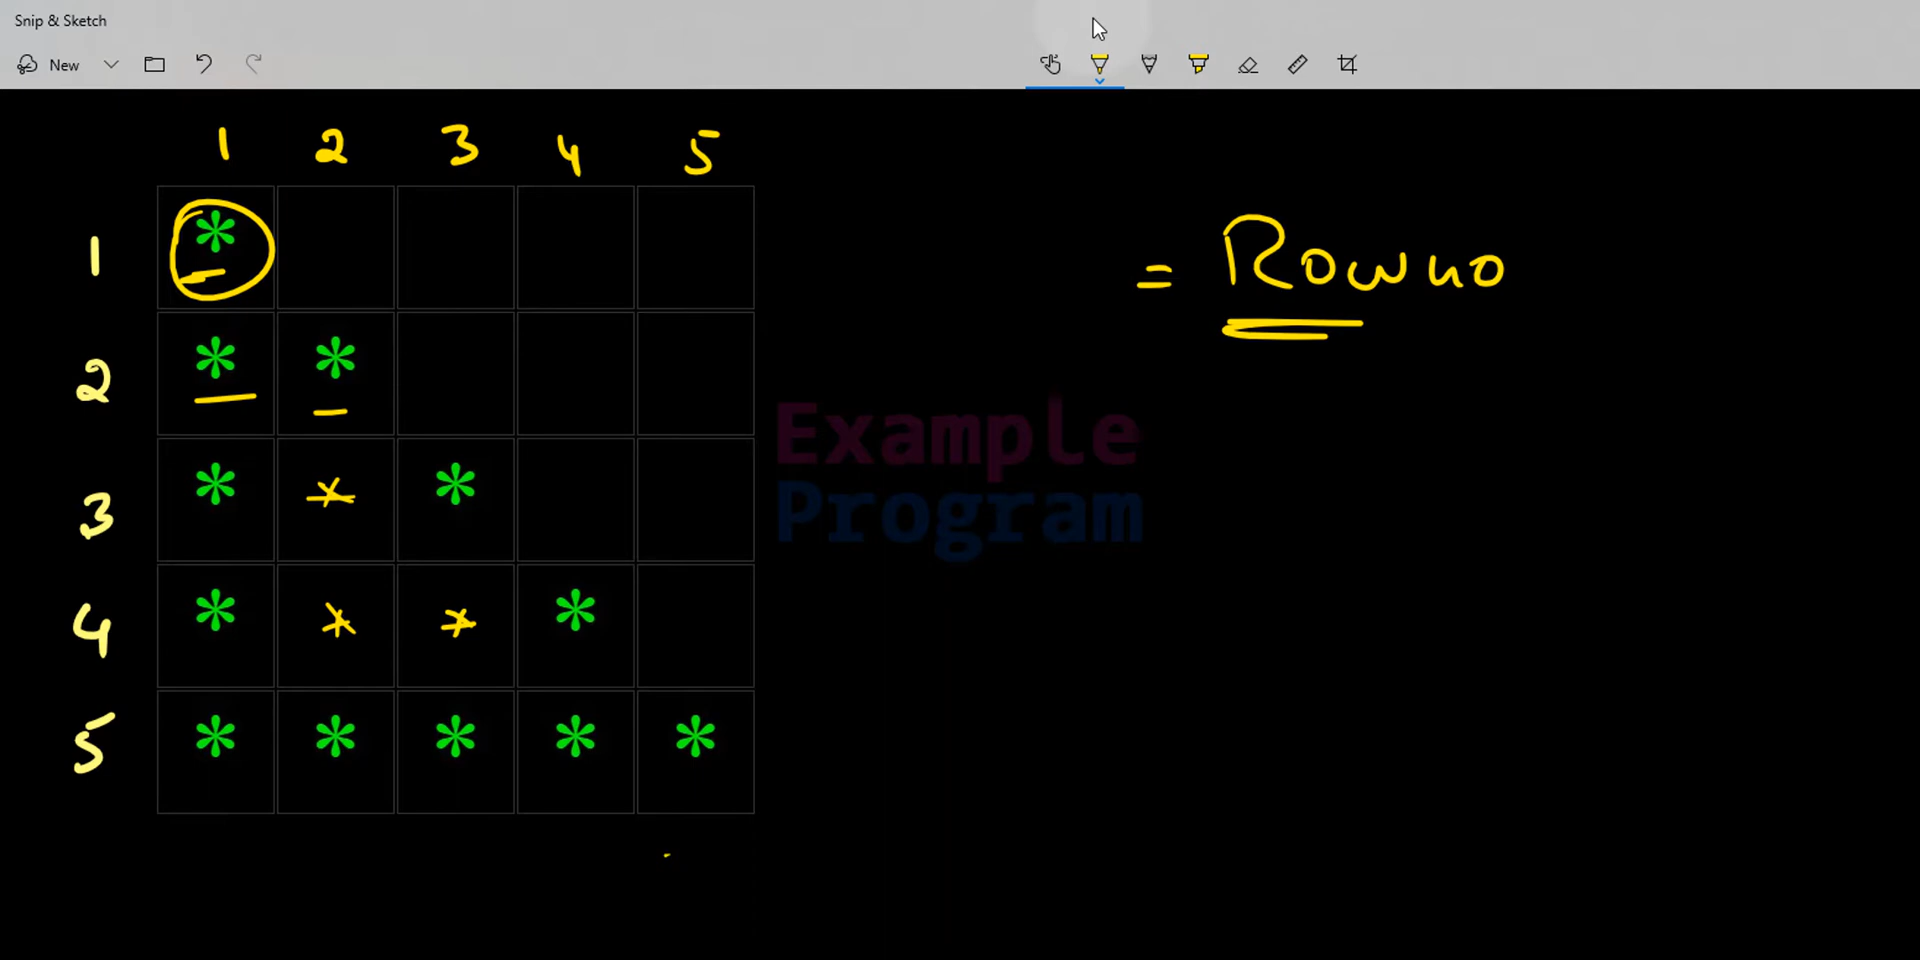 Snip & Sketch
New
1 2 3 4 5
1 *
2 * *
3 * * *
4 * * * *
5 * * * * *
= Rowno
Example
Program